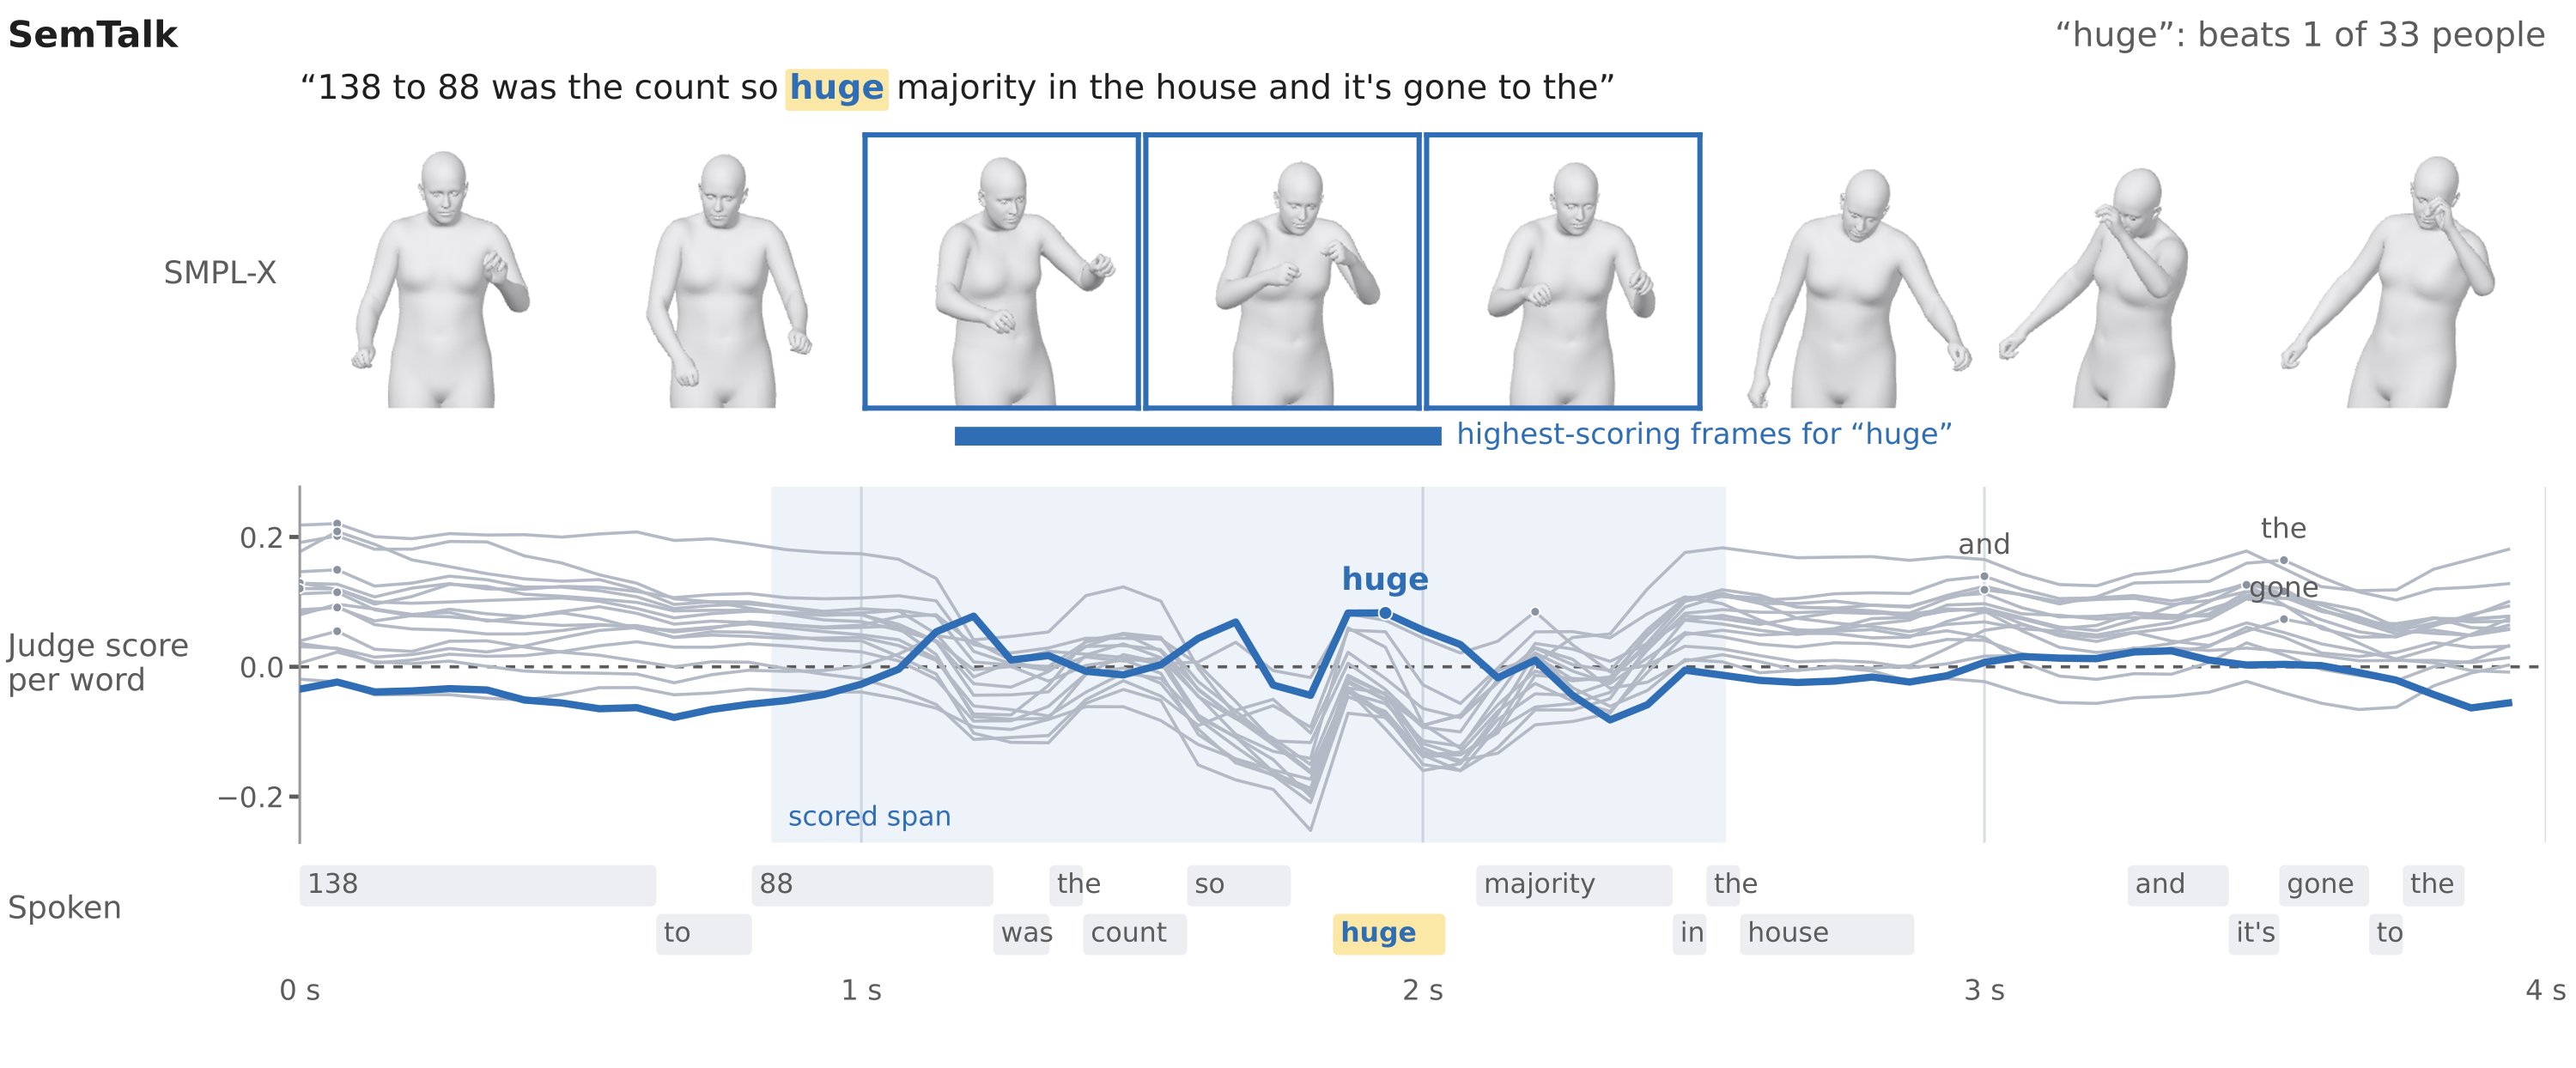 SemTalk
“huge”: beats 1 of 33 people
“138 to 88 was the count so huge majority in the house and it's gone to the”
SMPL-X
highest-scoring frames for “huge”
Judge score
per word
0.2
0.0
−0.2
huge
and
the
gone
scored span
Spoken
138 88 the so majority the and gone the
to was count huge in house it's to
0 s 1 s 2 s 3 s 4 s